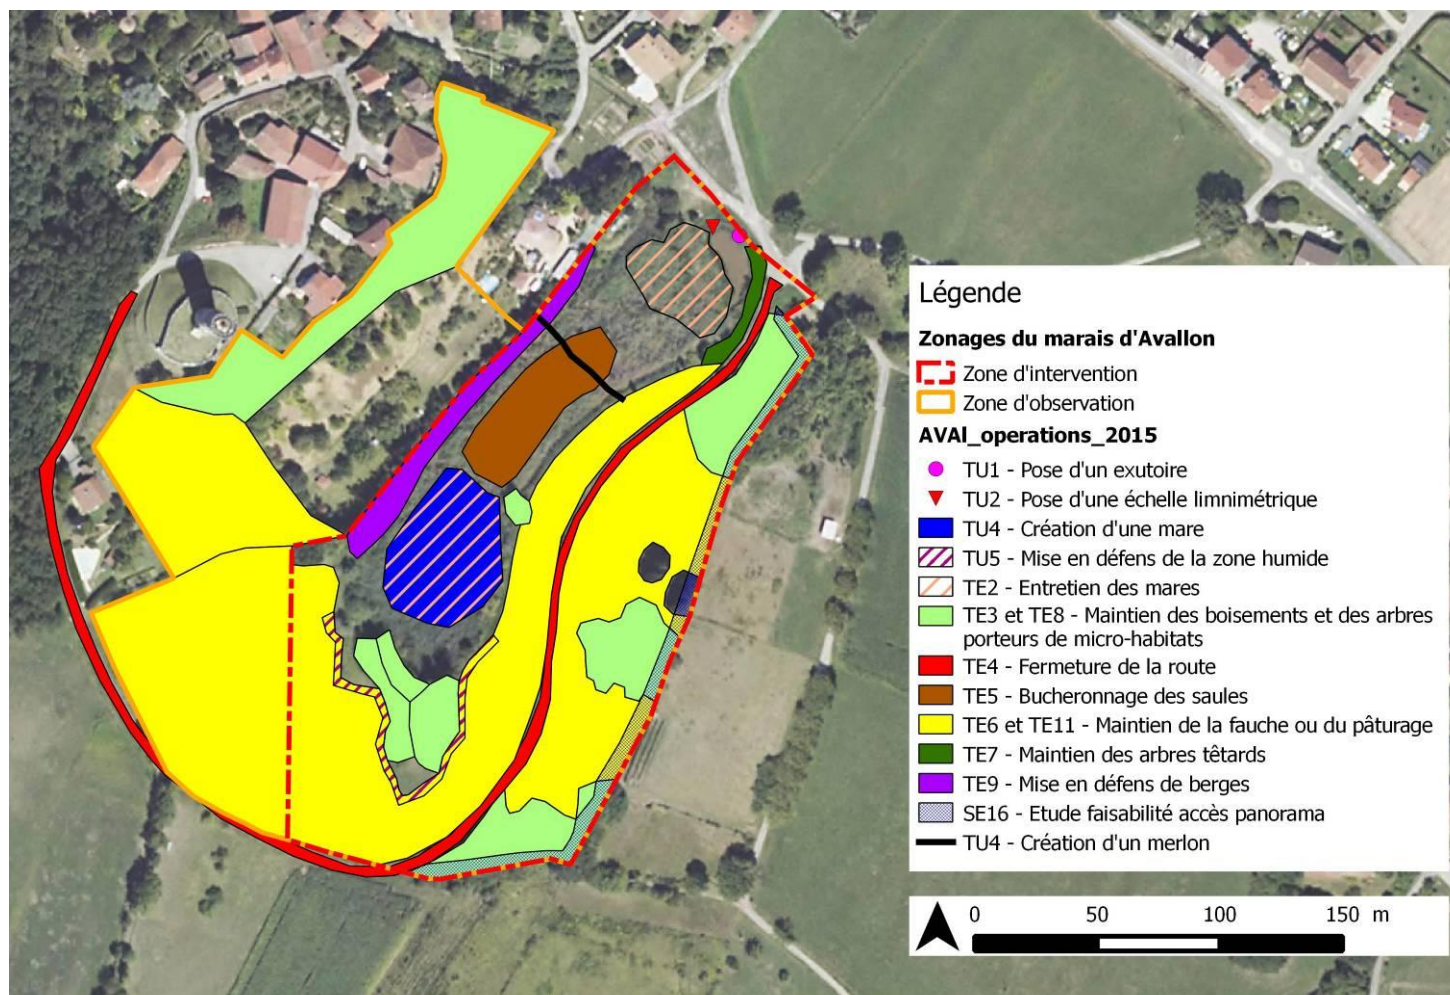 Légende
Zonages du marais d'Avallon
Zone d'intervention
Zone d'observation
AVAl_operations_2015
TU1 - Pose d'un exutoire
TU2 - Pose d'une échelle limnimétrique
TU4 - Création d'une mare
TU5 - Mise en défens de la zone humide
TE2 - Entretien des mares
TE3 et TE8 - Maintien des boisements et des arbres
porteurs de micro-habitats
TE4 - Fermeture de la route
TE5 - Bucheronnage des saules
TE6 et TE11 - Maintien de la fauche ou du pâturage
TE7 - Maintien des arbres têtards
TE9 - Mise en défens de berges
SE16 - Etude faisabilité accès panorama
TU4 - Création d'un merlon
0 50 100 150 m